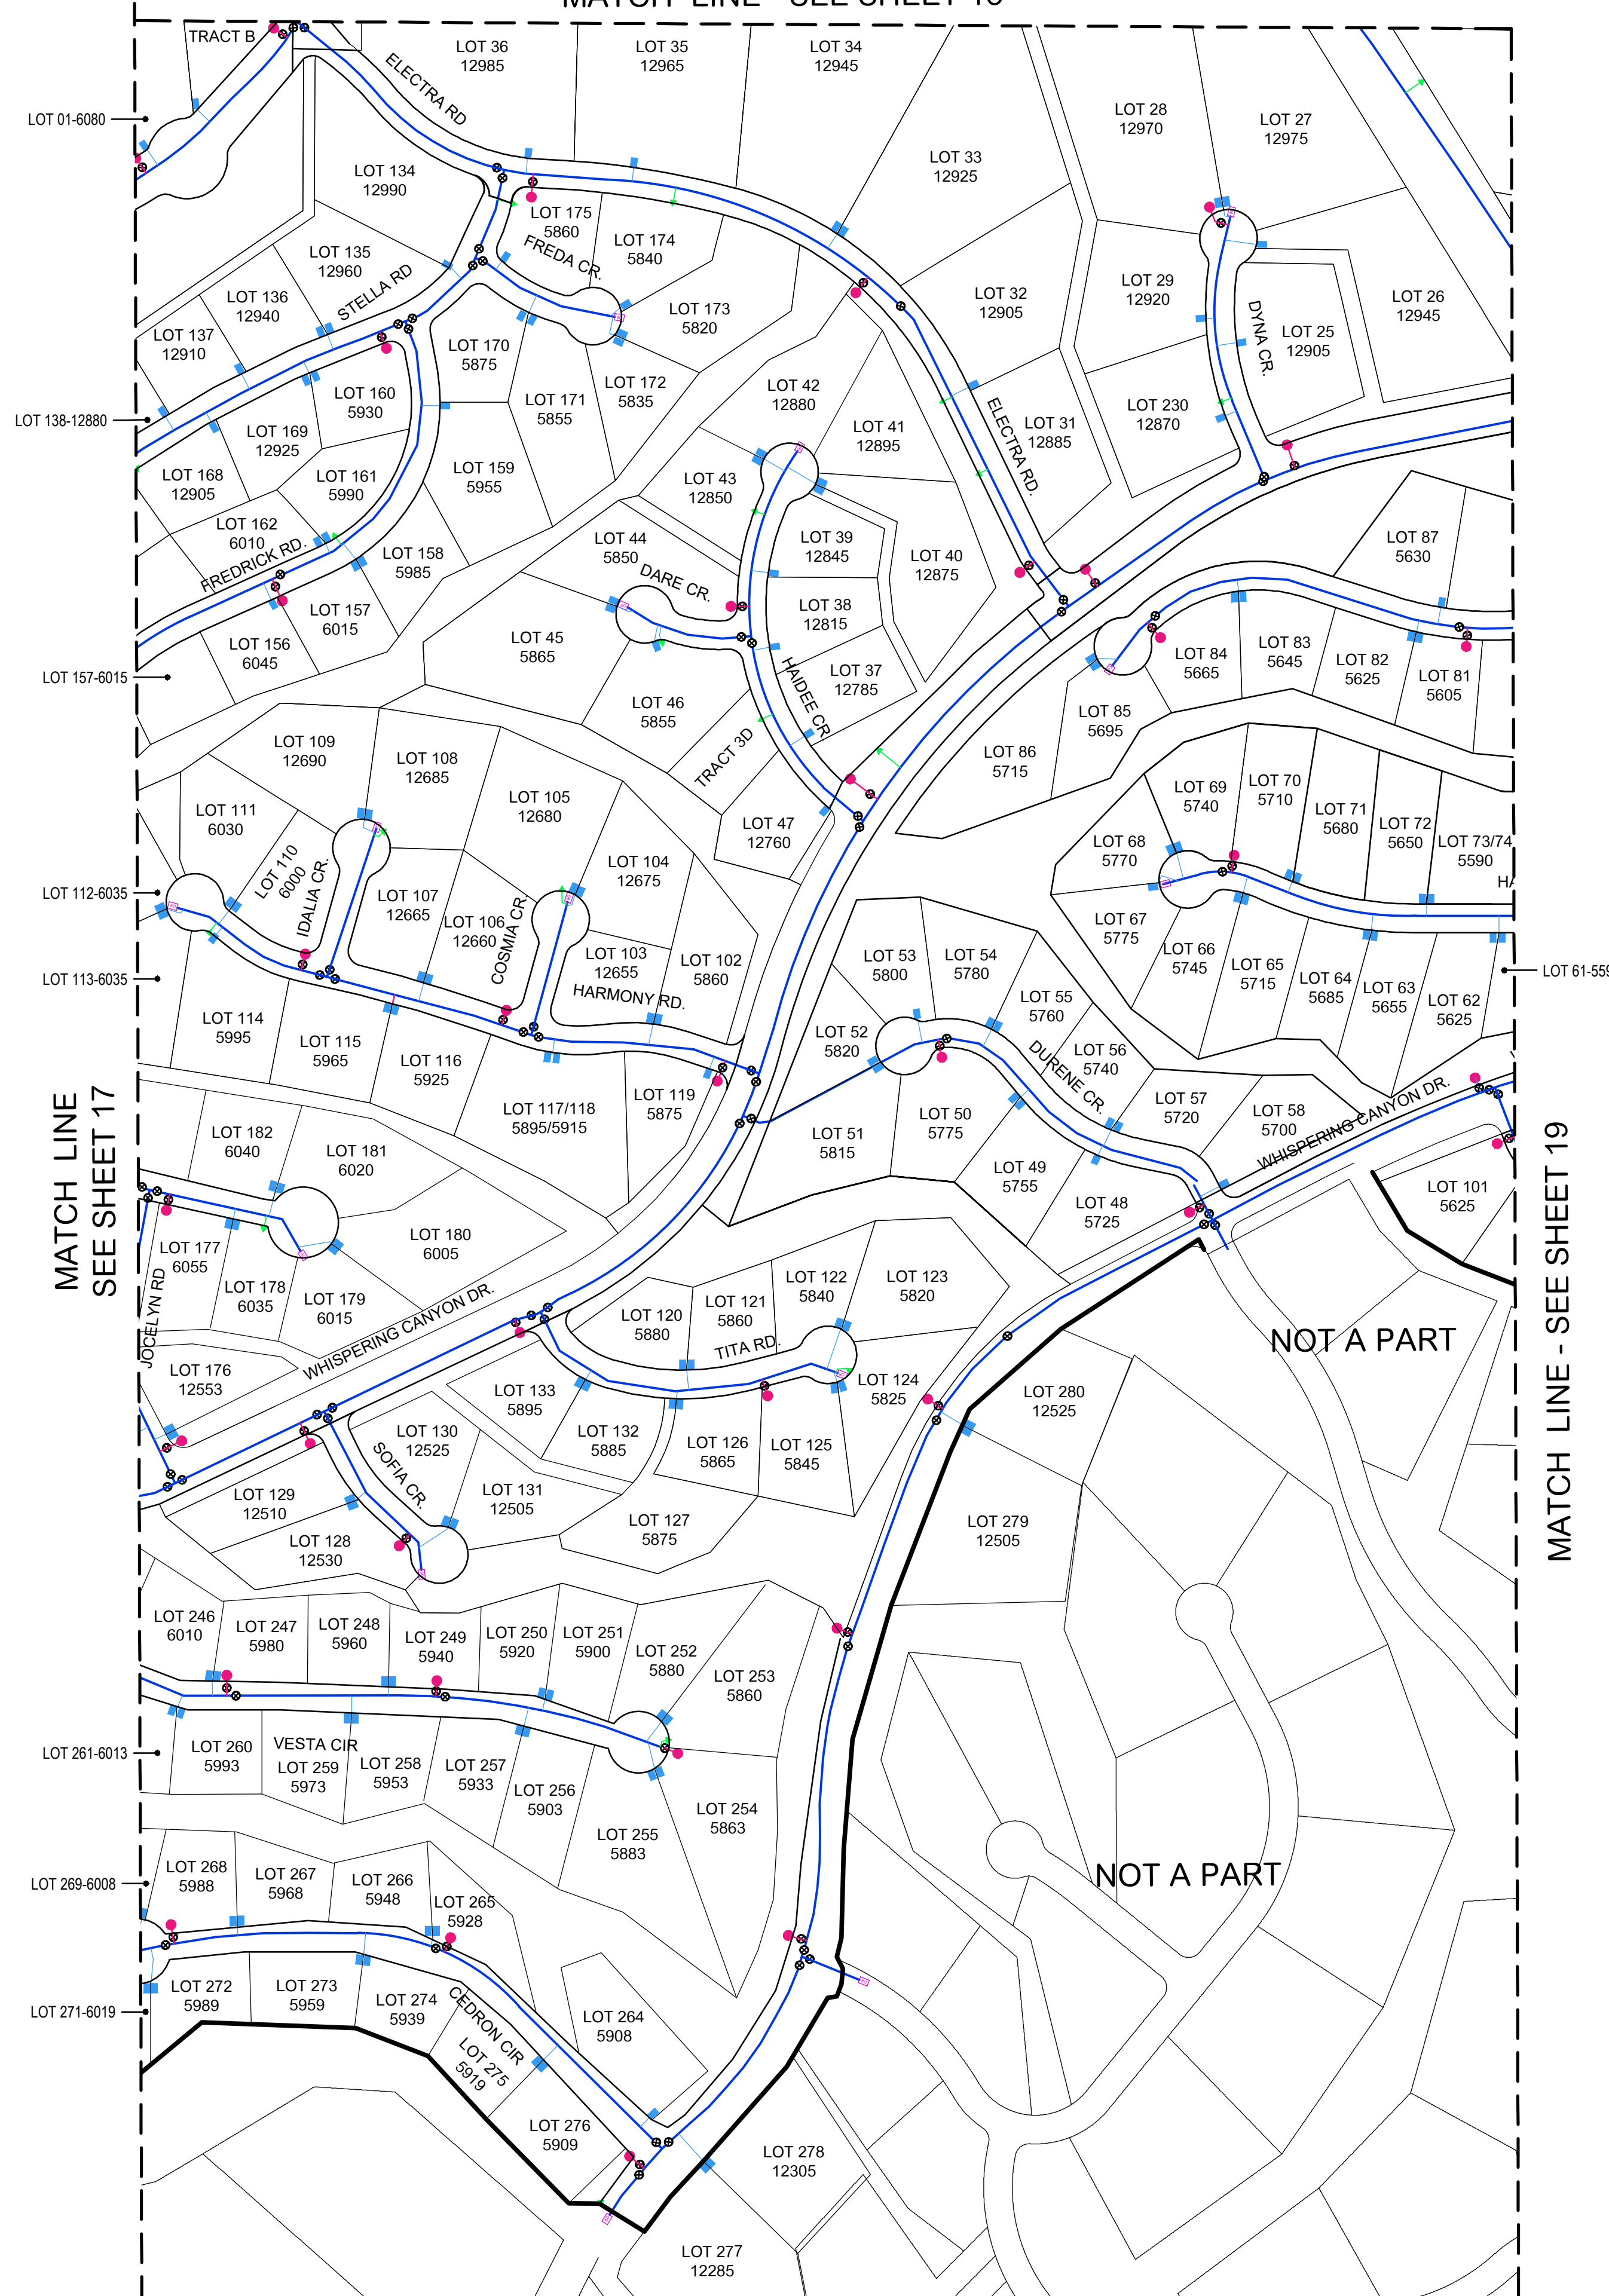 MATCH LINE - SEE SHEET 16
TRACT B
LOT 36
12985
LOT 35
12965
LOT 34
12945
ELECTRA RD
LOT 28
12970
LOT 27
12975
LOT 01-6080
LOT 134
12990
LOT 33
12925
LOT 175
5860
LOT 174
5840
FREDA CR.
LOT 135
12960
STELLA RD
LOT 136
12940
LOT 137
12910
LOT 173
5820
LOT 32
12905
LOT 29
12920
DYNA CR.
LOT 25
12905
LOT 26
12945
LOT 170
5875
LOT 171
5855
LOT 172
5835
LOT 42
12880
LOT 160
5930
LOT 138-12880
LOT 169
12925
LOT 41
12895
ELECTRA RD.
LOT 31
12885
LOT 230
12870
LOT 168
12905
LOT 161
5990
LOT 159
5955
LOT 43
12850
LOT 162
6010
FREDRICK RD.
LOT 158
5985
LOT 44
5850
DARE CR.
LOT 39
12845
LOT 40
12875
LOT 87
5630
LOT 157
6015
LOT 156
6045
LOT 45
5865
LOT 38
12815
LOT 157-6015
LOT 46
5855
HAIDEE CR
LOT 37
12785
LOT 84
5665
LOT 83
5645
LOT 82
5625
LOT 81
5605
LOT 85
5695
LOT 109
12690
LOT 108
12685
TRACT 3D
LOT 86
5715
LOT 69
5740
LOT 70
5710
LOT 71
5680
LOT 72
5650
LOT 73/74
5590
HA
LOT 111
6030
LOT 105
12680
LOT 47
12760
LOT 68
5770
LOT 110
6000
IDALIA CR.
LOT 104
12675
LOT 112-6035
LOT 107
12665
LOT 106
12660
COSMIA CR.
LOT 67
5775
LOT 66
5745
LOT 65
5715
LOT 64
5685
LOT 63
5655
LOT 62
5625
LOT 113-6035
LOT 103
12655
LOT 102
5860
HARMONY RD.
LOT 53
5800
LOT 54
5780
LOT 61-559
LOT 114
5995
LOT 115
5965
LOT 116
5925
LOT 52
5820
LOT 55
5760
LOT 56
5740
DURENE CR.
LOT 117/118
5895/5915
LOT 119
5875
LOT 51
5815
LOT 50
5775
LOT 57
5720
LOT 58
5700
WHISPERING CANYON DR.
MATCH LINE
SEE SHEET 17
LOT 182
6040
LOT 181
6020
LOT 49
5755
LOT 48
5725
LOT 101
5625
MATCH LINE - SEE SHEET 19
LOT 177
6055
LOT 180
6005
LOT 178
6035
LOT 179
6015
JOCELYN RD
LOT 122
5840
LOT 123
5820
LOT 120
5880
LOT 121
5860
TITA RD.
NOT A PART
WHISPERING CANYON DR.
LOT 176
12553
LOT 133
5895
LOT 124
5825
LOT 280
12525
LOT 130
12525
SOFIA CR.
LOT 132
5885
LOT 126
5865
LOT 125
5845
LOT 129
12510
LOT 131
12505
LOT 128
12530
LOT 127
5875
LOT 279
12505
LOT 246
6010
LOT 247
5980
LOT 248
5960
LOT 249
5940
LOT 250
5920
LOT 251
5900
LOT 252
5880
LOT 253
5860
LOT 261-6013
LOT 260
5993
VESTA CIR
LOT 259
5973
LOT 258
5953
LOT 257
5933
LOT 256
5903
LOT 255
5883
LOT 254
5863
NOT A PART
LOT 269-6008
LOT 268
5988
LOT 267
5968
LOT 266
5948
LOT 265
5928
LOT 271-6019
LOT 272
5989
LOT 273
5959
LOT 274
5939
CEDRON CIR
LOT 264
5908
LOT 275
5919
LOT 276
5909
LOT 278
12305
LOT 277
12285